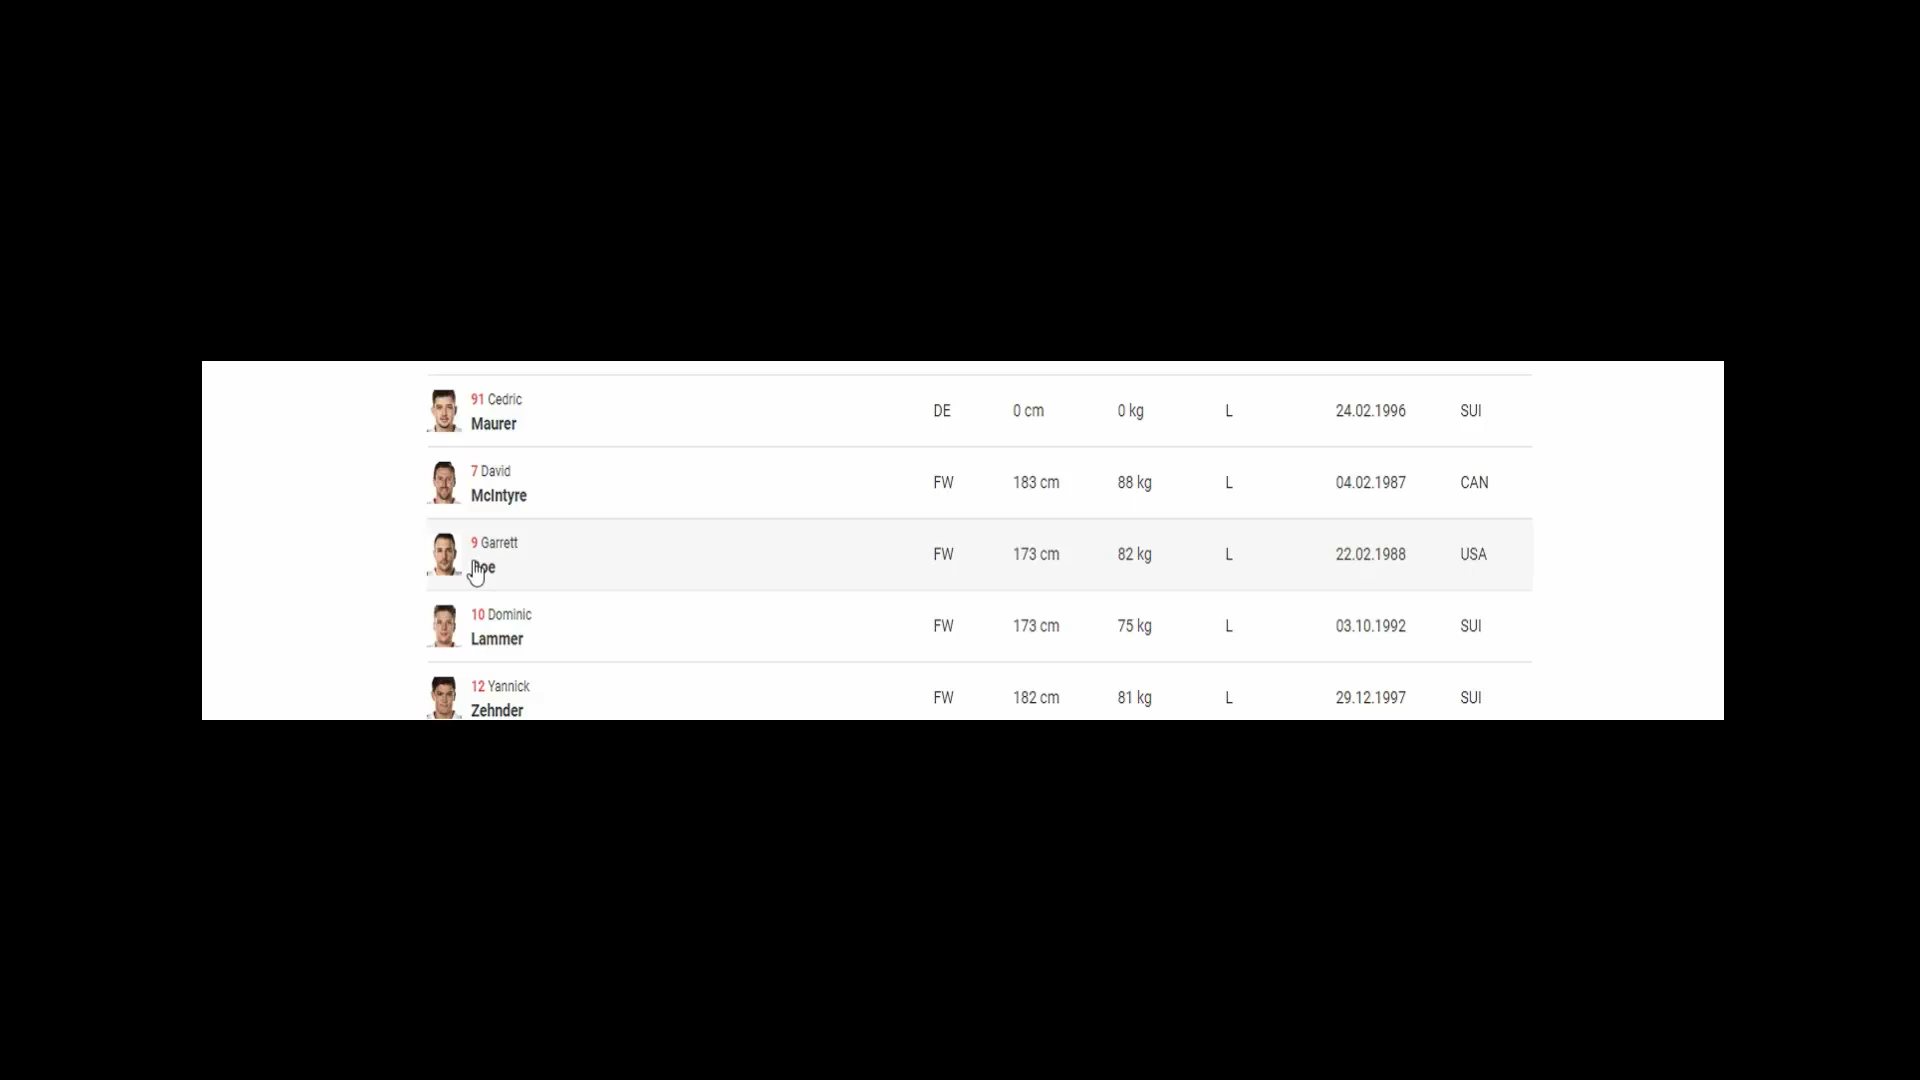 91 Cedric
Maurer
DE 0 cm 0 kg L 24.02.1996 SUI
7 David
McIntyre
FW 183 cm 88 kg L 04.02.1987 CAN
9 Garrett
Roe
FW 173 cm 82 kg L 22.02.1988 USA
10 Dominic
Lammer
FW 173 cm 75 kg L 03.10.1992 SUI
12 Yannick
Zehnder
FW 182 cm 81 kg L 29.12.1997 SUI